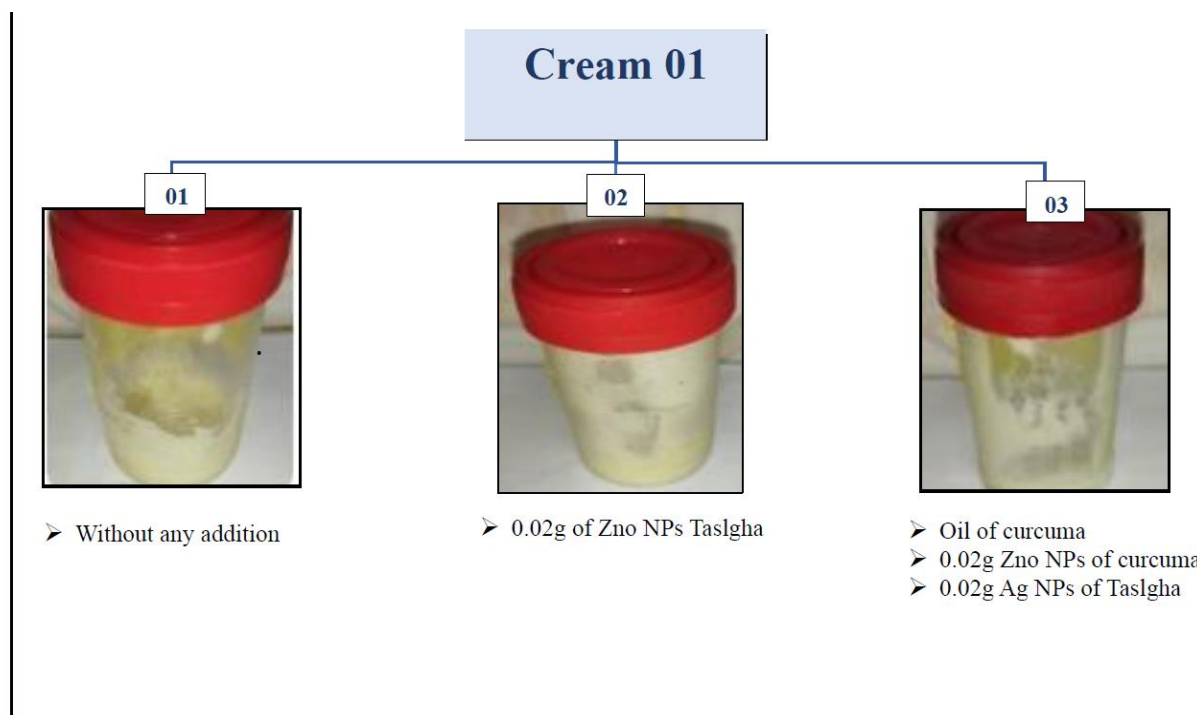 Cream 01
01
02
03
➢ Without any addition
➢ 0.02g of Zno NPs Taslgha
➢ Oil of curcuma
➢ 0.02g Zno NPs of curcuma
➢ 0.02g Ag NPs of Taslgha